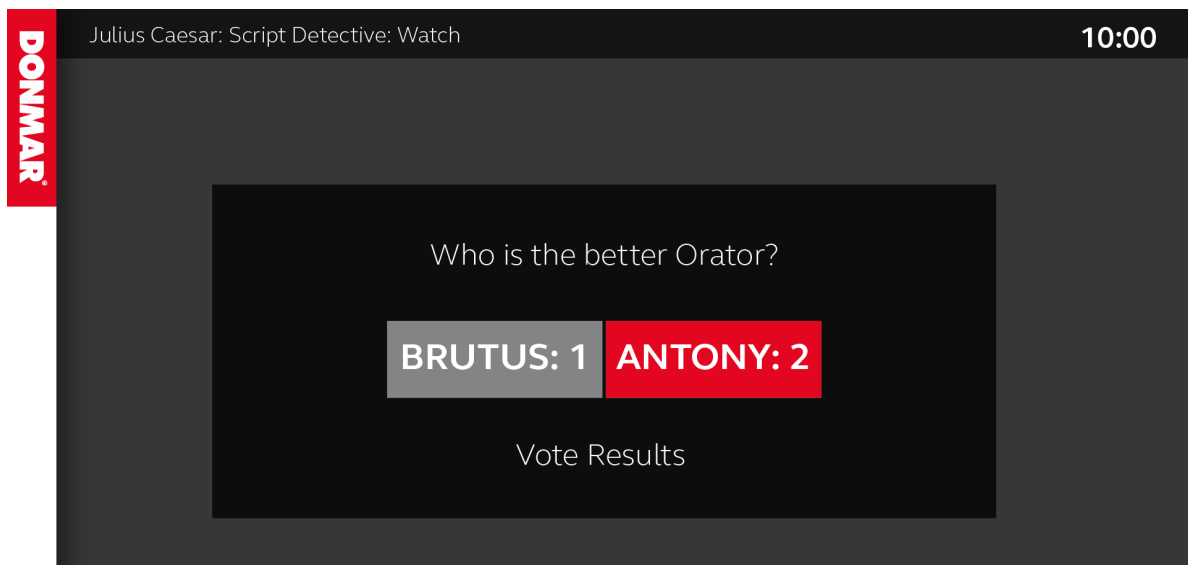 DONMAR®
Julius Caesar: Script Detective: Watch
10:00
Who is the better Orator?
BRUTUS: 1
ANTONY: 2
Vote Results